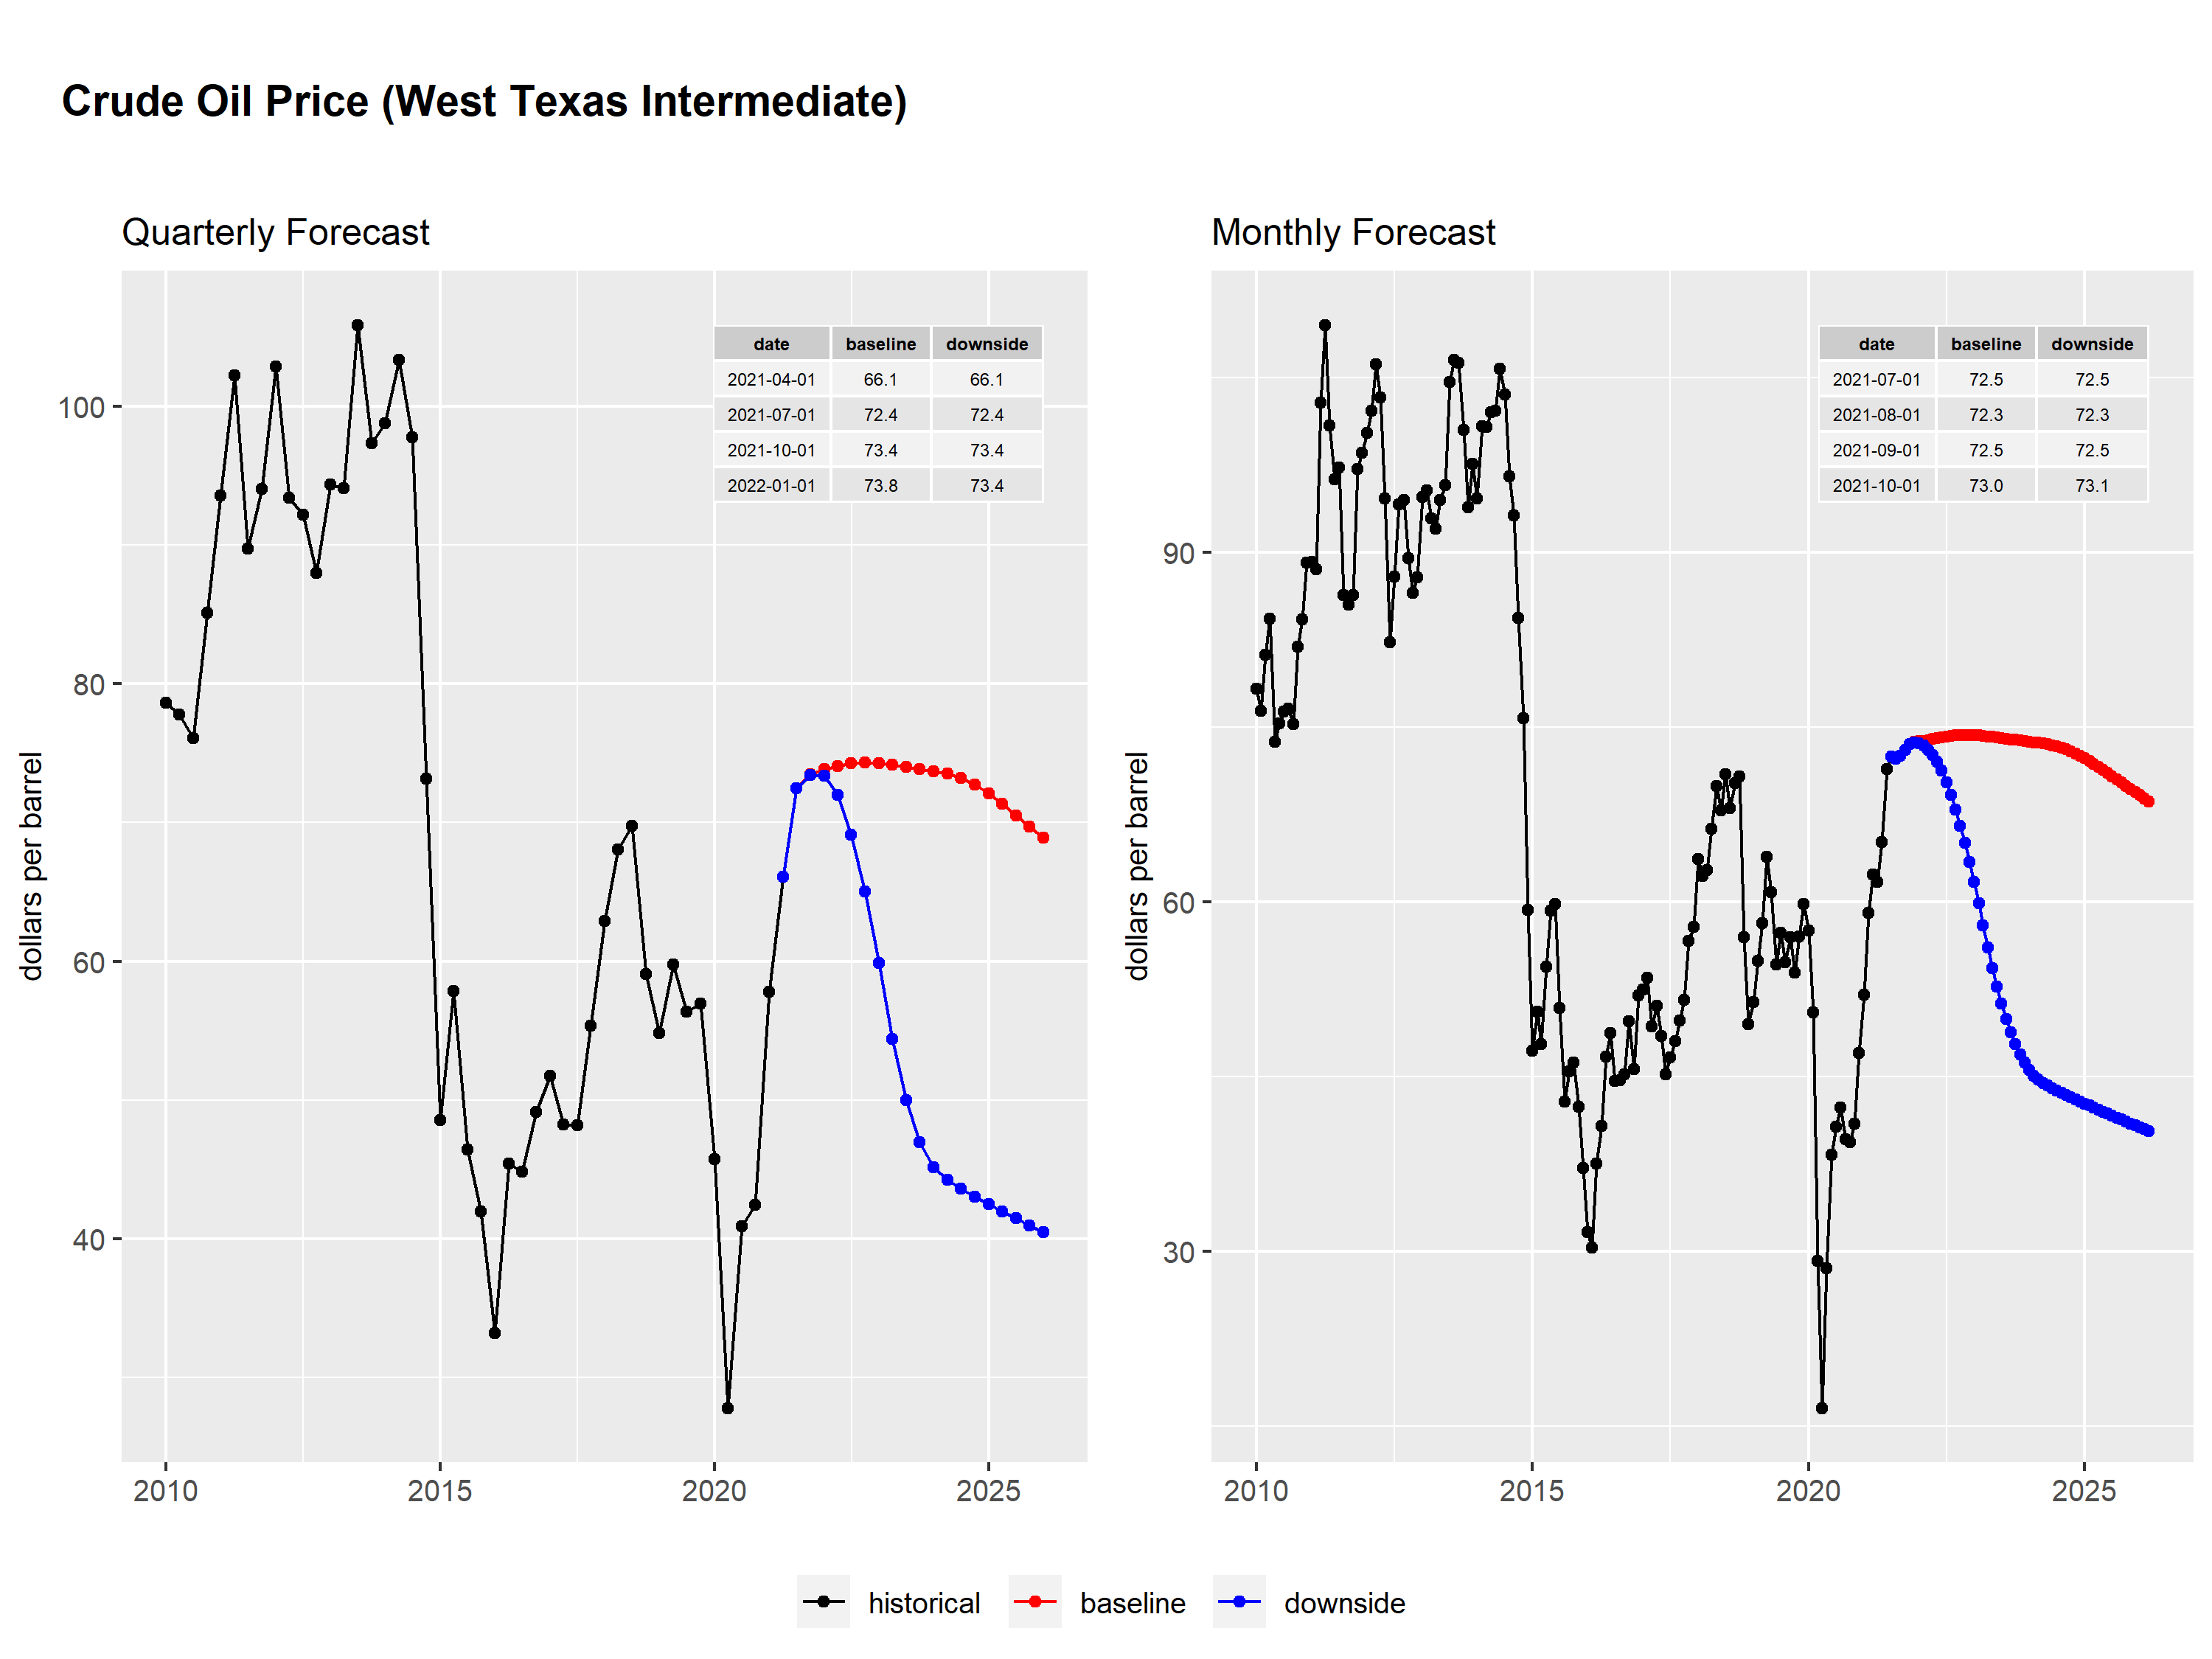 Crude Oil Price (West Texas Intermediate)
Quarterly Forecast
dollars per barrel
100
80
60
40
date baseline downside
2021-04-01 66.1 66.1
2021-07-01 72.4 72.4
2021-10-01 73.4 73.4
2022-01-01 73.8 73.4
2010 2015 2020 2025
Monthly Forecast
dollars per barrel
90
60
30
date baseline downside
2021-07-01 72.5 72.5
2021-08-01 72.3 72.3
2021-09-01 72.5 72.5
2021-10-01 73.0 73.1
2010 2015 2020 2025
historical baseline downside